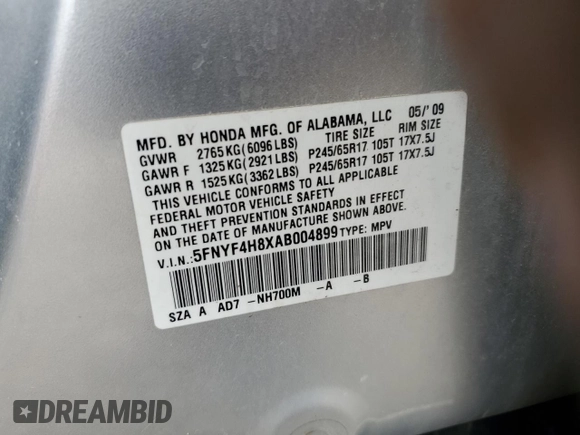 MFD. BY HONDA MFG. OF ALABAMA, LLC 05/'09
GVWR 2765KG(6096LBS) TIRE SIZE RIM SIZE
GAWR F 1325KG(2921LBS) P245/65R17 105T 17X7.5J
GAWR R 1525KG(3362LBS) P245/65R17 105T 17X7.5J
THIS VEHICLE CONFORMS TO ALL APPLICABLE
FEDERAL MOTOR VEHICLE SAFETY
AND THEFT PREVENTION STANDARDS IN EFFECT
ON THE DATE OF MANUFACTURE SHOWN ABOVE.
V.I.N.:5FNYF4H8XAB004899 TYPE: MPV
SZA A AD7 -NH700M -A -B
DREAMBID